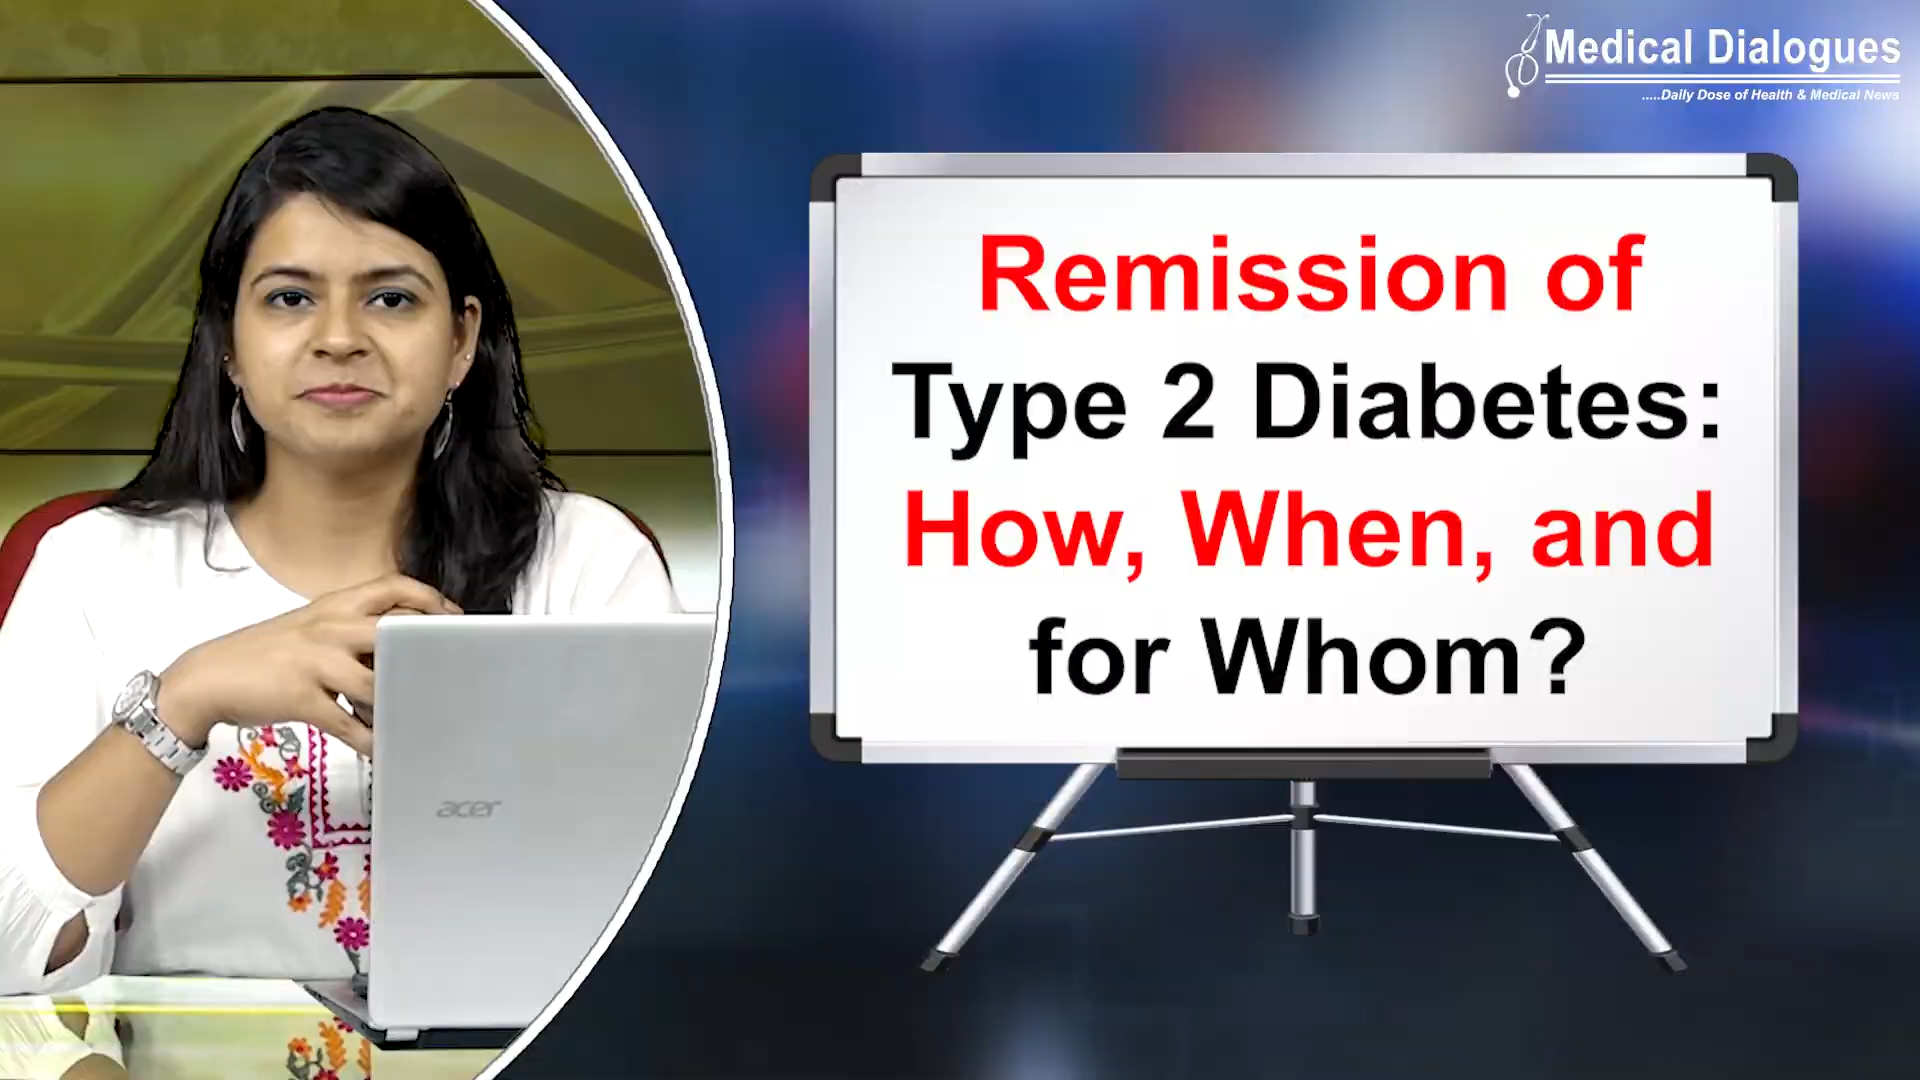 Medical Dialogues
.....Daily Dose of Health & Medical News
Remission of
Type 2 Diabetes:
How, When, and
for Whom?
acer